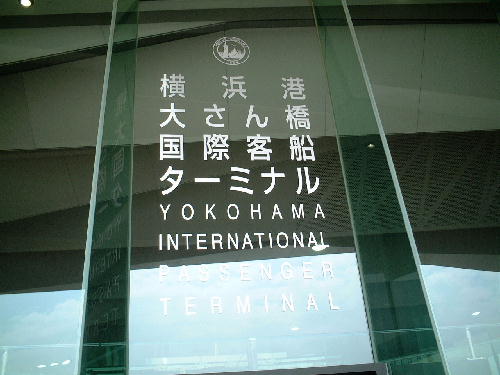 横浜港
大さん橋
国際客船
ターミナル
YOKOHAMA
INTERNATIONAL
PASSENGER
TERMINAL